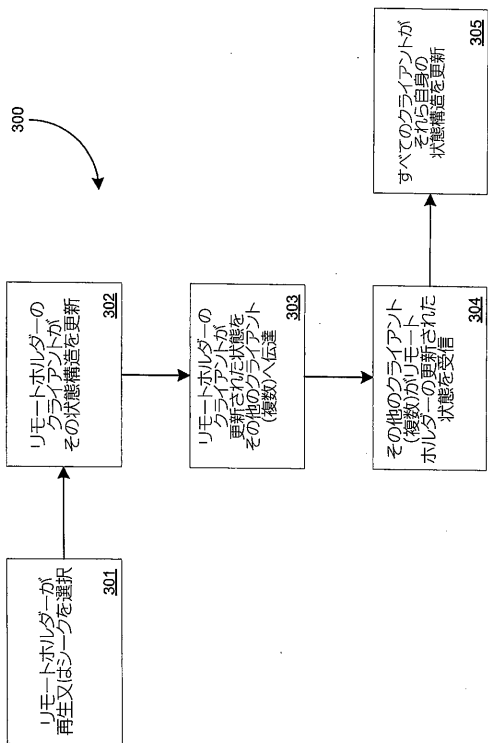 300
リモートホルダーが
再生又はシークを選択
301
リモートホルダーの
クライアントが
その状態構造を更新
302
リモートホルダーの
クライアントが
更新された状態を
その他のクライアント
(複数)へ伝達
303
その他のクライアント
(複数)がリモート
ホルダーの更新された
状態を受信
304
すべてのクライアントが
それら自身の
状態構造を更新
305